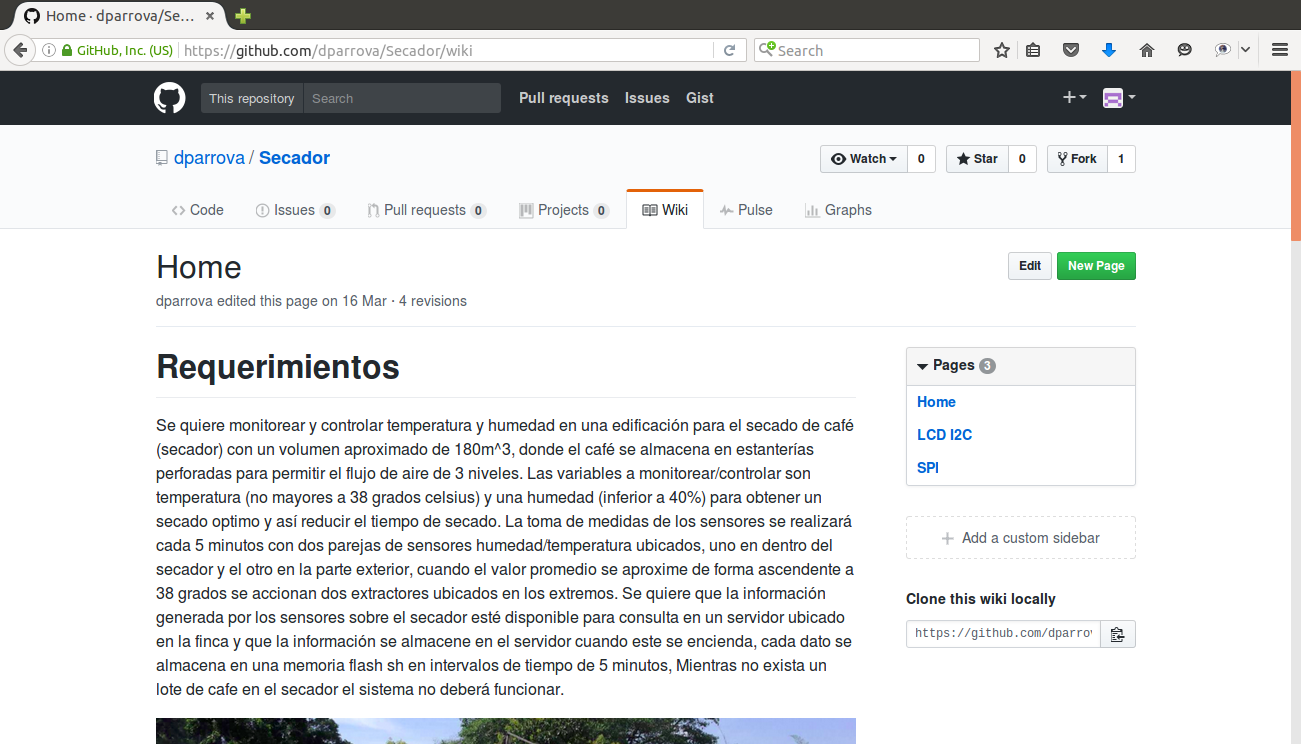 Home · dparrova/Se...
GitHub, Inc. (US)
https://github.com/dparrova/Secador/wiki
Search
This repository
Search
Pull requests
Issues
Gist
dparrova / Secador
Watch
0
Star
0
Fork
1
Code
Issues 0
Pull requests 0
Projects 0
Wiki
Pulse
Graphs
Home
Edit
New Page
dparrova edited this page on 16 Mar · 4 revisions
Requerimientos
Se quiere monitorear y controlar temperatura y humedad en una edificación para el secado de café
(secador) con un volumen aproximado de 180m^3, donde el café se almacena en estanterías
perforadas para permitir el flujo de aire de 3 niveles. Las variables a monitorear/controlar son
temperatura (no mayores a 38 grados celsius) y una humedad (inferior a 40%) para obtener un
secado optimo y así reducir el tiempo de secado. La toma de medidas de los sensores se realizará
cada 5 minutos con dos parejas de sensores humedad/temperatura ubicados, uno en dentro del
secador y el otro en la parte exterior, cuando el valor promedio se aproxime de forma ascendente a
38 grados se accionan dos extractores ubicados en los extremos. Se quiere que la información
generada por los sensores sobre el secador esté disponible para consulta en un servidor ubicado
en la finca y que la información se almacene en el servidor cuando este se encienda, cada dato se
almacena en una memoria flash sh en intervalos de tiempo de 5 minutos, Mientras no exista un
lote de cafe en el secador el sistema no deberá funcionar.
Pages 3
Home
LCD I2C
SPI
Add a custom sidebar
Clone this wiki locally
https://github.com/dparrov